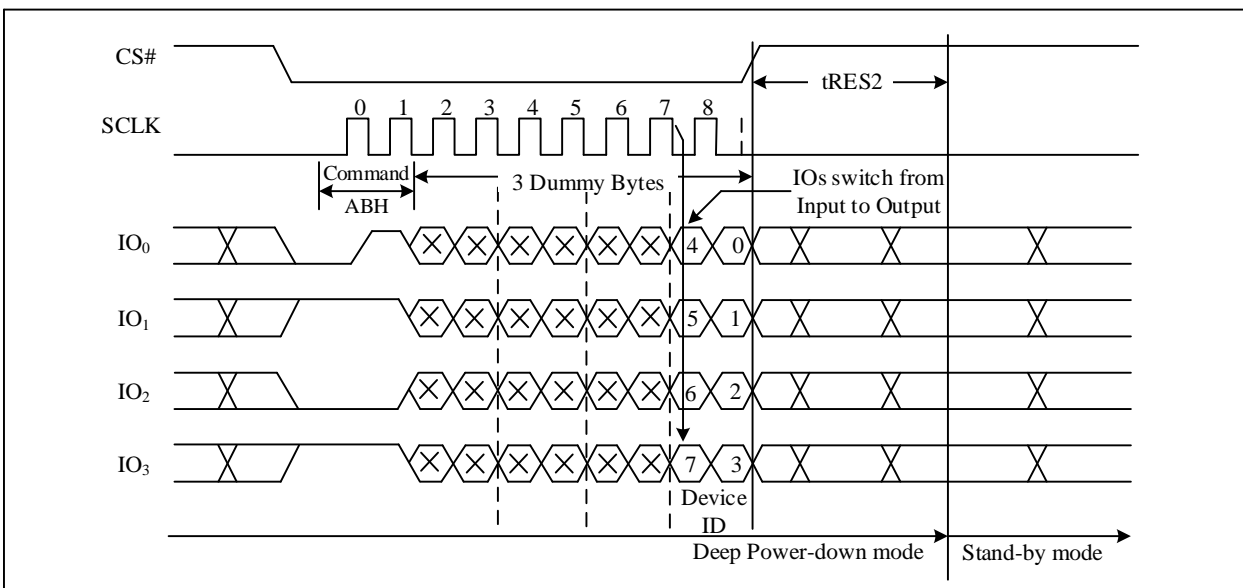 CS#
tRES2
0 1 2 3 4 5 6 7 8
SCLK
Command
ABH
3 Dummy Bytes
IOs switch from
Input to Output
IO₀
4 0
IO₁
5 1
IO₂
6 2
IO₃
7 3
Device
ID
Deep Power-down mode
Stand-by mode